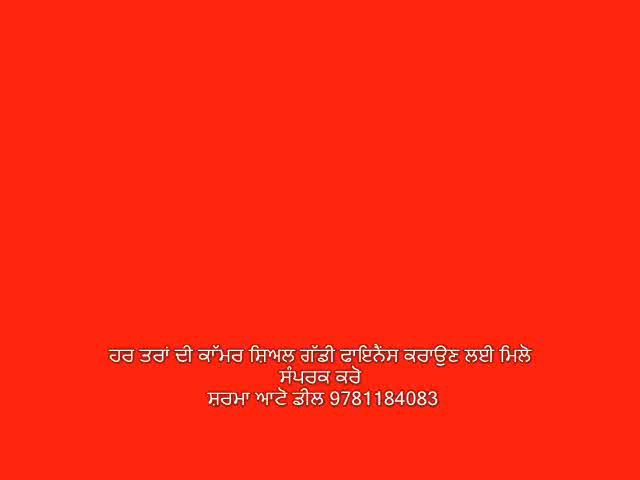 ਹਰ ਤਰਾਂ ਦੀ ਕਾੱਮਰ ਸ਼ਿਅਲ ਗੱਡੀ ਫਾਇਨੈਂਸ ਕਰਾਉਣ ਲਈ ਮਿਲੋ
ਸੰਪਰਕ ਕਰੋ
ਸ਼ਰਮਾ ਆਟੋ ਡੀਲ 9781184083